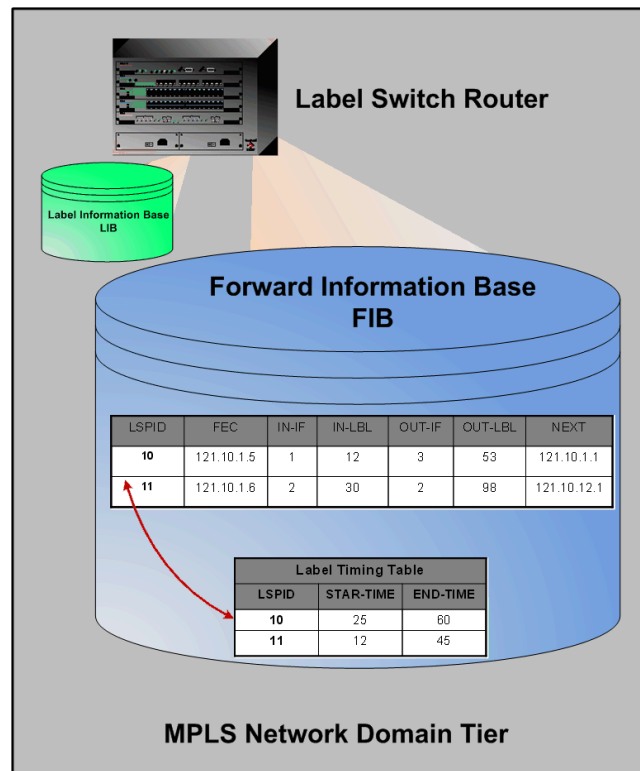 Label Switch Router
Label Information Base
LIB
Forward Information Base
FIB
LSPID FEC IN-IF IN-LBL OUT-IF OUT-LBL NEXT
10 121.10.1.5 1 12 3 53 121.10.1.1
11 121.10.1.6 2 30 2 98 121.10.12.1
Label Timing Table
LSPID STAR-TIME END-TIME
10 25 60
11 12 45
MPLS Network Domain Tier